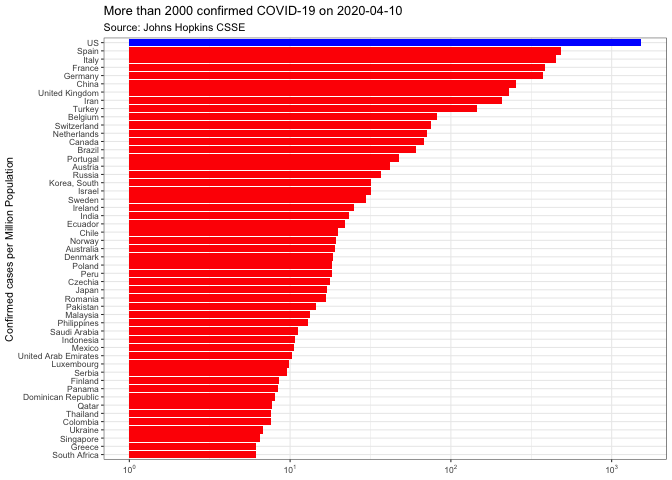 More than 2000 confirmed COVID-19 on 2020-04-10
Source: Johns Hopkins CSSE
Confirmed cases per Million Population
US
Spain
Italy
France
Germany
China
United Kingdom
Iran
Turkey
Belgium
Switzerland
Netherlands
Canada
Brazil
Portugal
Austria
Russia
Korea, South
Israel
Sweden
Ireland
India
Ecuador
Chile
Norway
Australia
Denmark
Poland
Peru
Czechia
Japan
Romania
Pakistan
Malaysia
Philippines
Saudi Arabia
Indonesia
Mexico
United Arab Emirates
Luxembourg
Serbia
Finland
Panama
Dominican Republic
Qatar
Thailand
Colombia
Ukraine
Singapore
Greece
South Africa
10⁰ 10¹ 10² 10³